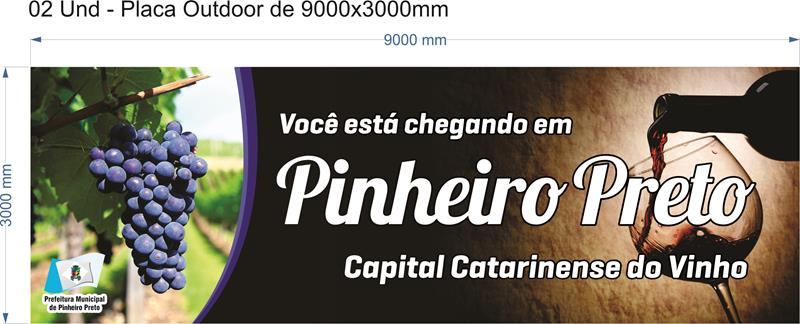 02 Und - Placa Outdoor de 9000x3000mm
9000 mm
3000 mm
Você está chegando em
Pinheiro Preto
Capital Catarinense do Vinho
Prefeitura Municipal
de Pinheiro Preto